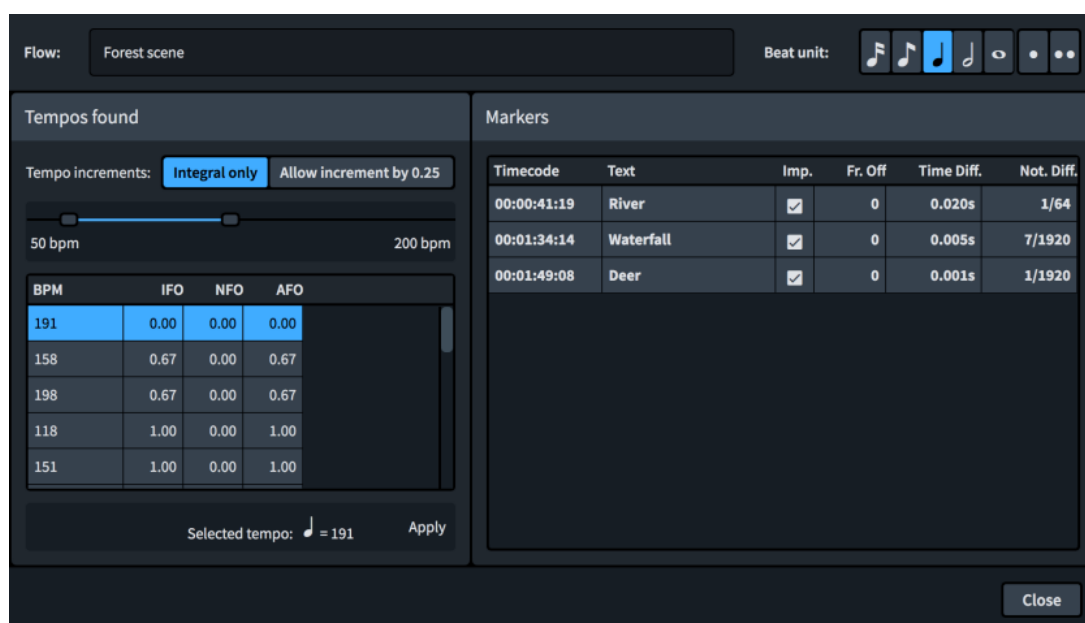 Flow: Forest scene Beat unit:
Tempos found
Tempo increments: Integral only Allow increment by 0.25
50 bpm 200 bpm
BPM IFO NFO AFO
191 0.00 0.00 0.00
158 0.67 0.00 0.67
198 0.67 0.00 0.67
118 1.00 0.00 1.00
151 1.00 0.00 1.00
Selected tempo: ♩ = 191 Apply
Markers
Timecode Text Imp. Fr. Off Time Diff. Not. Diff.
00:00:41:19 River 0 0.020s 1/64
00:01:34:14 Waterfall 0 0.005s 7/1920
00:01:49:08 Deer 0 0.001s 1/1920
Close